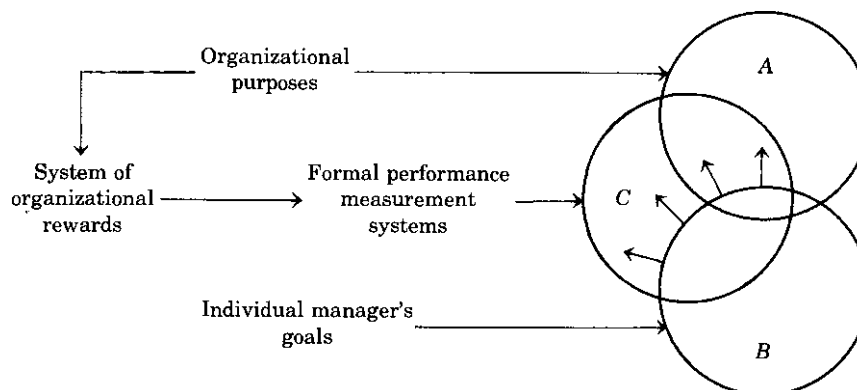 Organizational
purposes
A
System of
organizational
rewards
Formal performance
measurement
systems
C
Individual manager's
goals
B